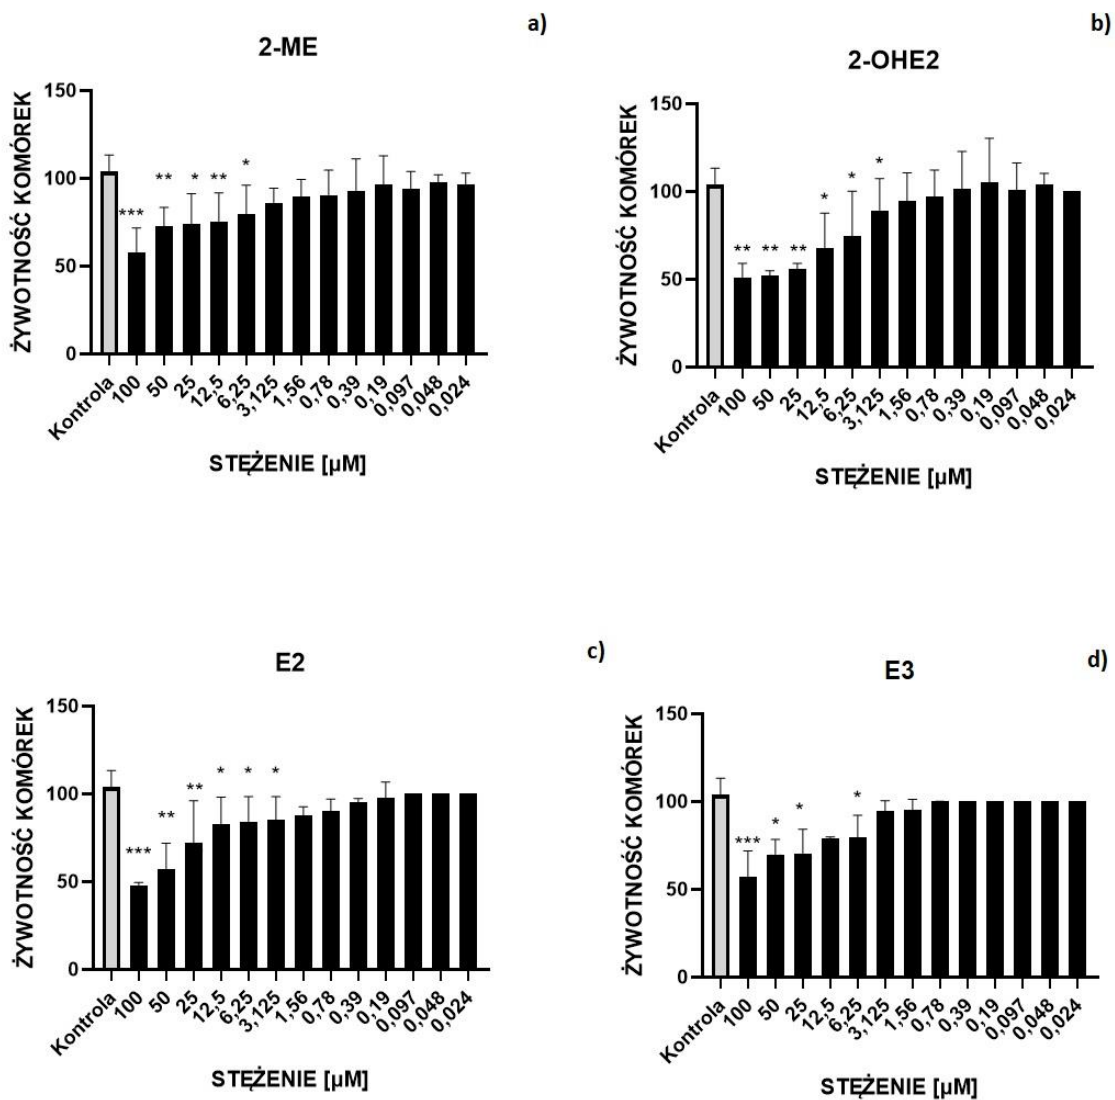 a)
2-ME
ŻYWOTNOŚĆ KOMÓREK
150
100
50
0
*** ** * ** *
Kontrola 100 50 25 12,5 6,25 3,125 1,56 0,78 0,39 0,19 0,097 0,048 0,024
STĘŻENIE [µM]
b)
2-OHE2
ŻYWOTNOŚĆ KOMÓREK
150
100
50
0
** ** ** * * *
Kontrola 100 50 25 12,5 6,25 3,125 1,56 0,78 0,39 0,19 0,097 0,048 0,024
STĘŻENIE [µM]
c)
E2
ŻYWOTNOŚĆ KOMÓREK
150
100
50
0
*** ** ** * * *
Kontrola 100 50 25 12,5 6,25 3,125 1,56 0,78 0,39 0,19 0,097 0,048 0,024
STĘŻENIE [µM]
d)
E3
ŻYWOTNOŚĆ KOMÓREK
150
100
50
0
*** * * *
Kontrola 100 50 25 12,5 6,25 3,125 1,56 0,78 0,39 0,19 0,097 0,048 0,024
STĘŻENIE [µM]